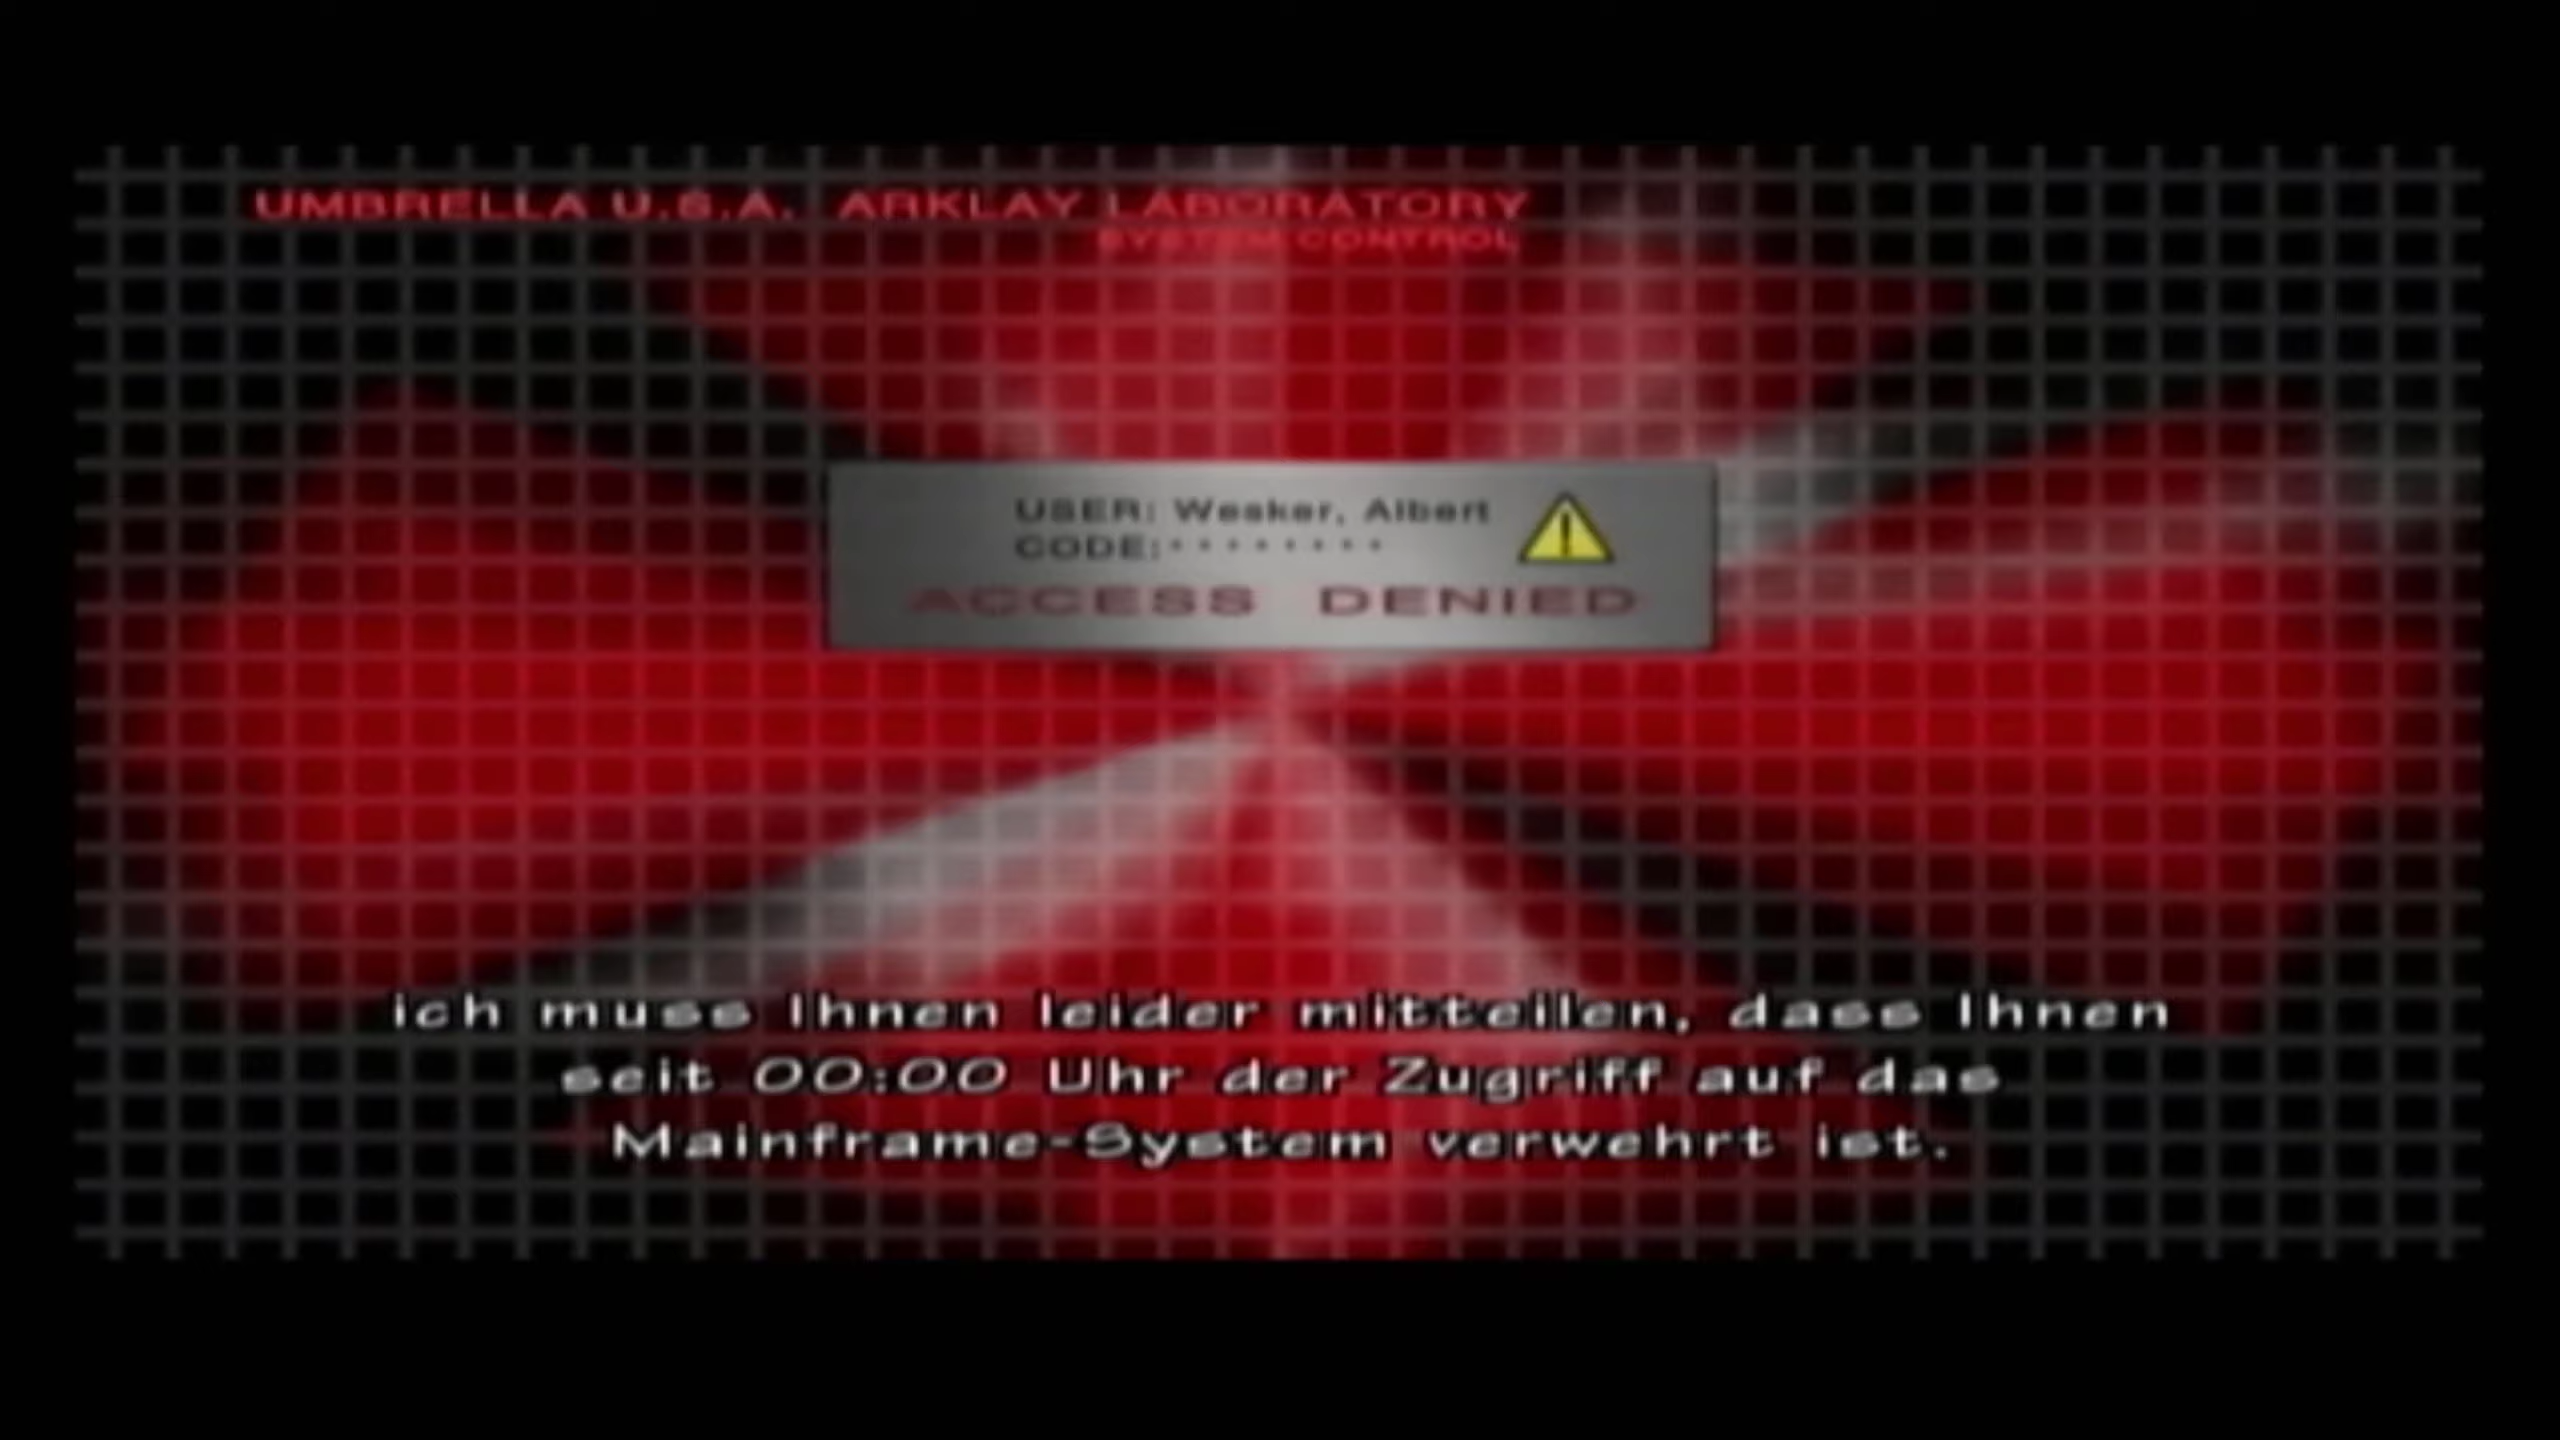 UMBRELLA U.S.A. ARKLAY LABORATORY
SYSTEM CONTROL
USER: Wesker, Albert
CODE:*********
ACCESS DENIED
ich muss Ihnen leider mitteilen, dass Ihnen
seit 00:00 Uhr der Zugriff auf das
Mainframe-System verwehrt ist.